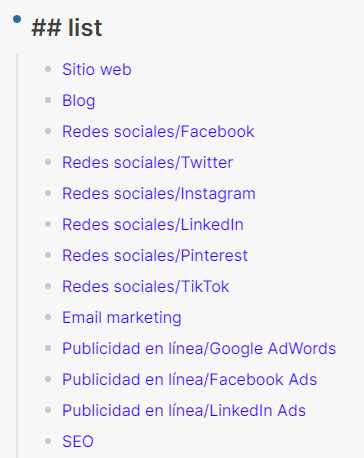 ## list
Sitio web
Blog
Redes sociales/Facebook
Redes sociales/Twitter
Redes sociales/Instagram
Redes sociales/LinkedIn
Redes sociales/Pinterest
Redes sociales/TikTok
Email marketing
Publicidad en línea/Google AdWords
Publicidad en línea/Facebook Ads
Publicidad en línea/LinkedIn Ads
SEO